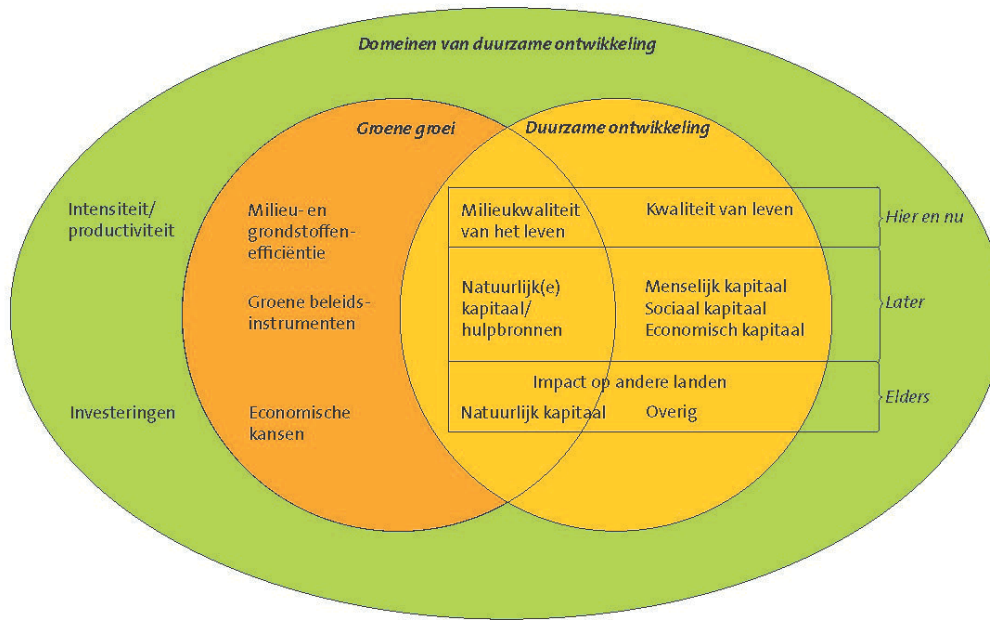 Domeinen van duurzame ontwikkeling
Groene groei
Duurzame ontwikkeling
Intensiteit/
productiviteit
Investeringen
Milieu- en
grondstoffen-
efficiëntie
Groene beleids-
instrumenten
Economische
kansen
Milieukwaliteit
van het leven
Kwaliteit van leven
Hier en nu
Natuurlijk(e)
kapitaal/
hulpbronnen
Menselijk kapitaal
Sociaal kapitaal
Economisch kapitaal
Later
Impact op andere landen
Natuurlijk kapitaal
Overig
Elders